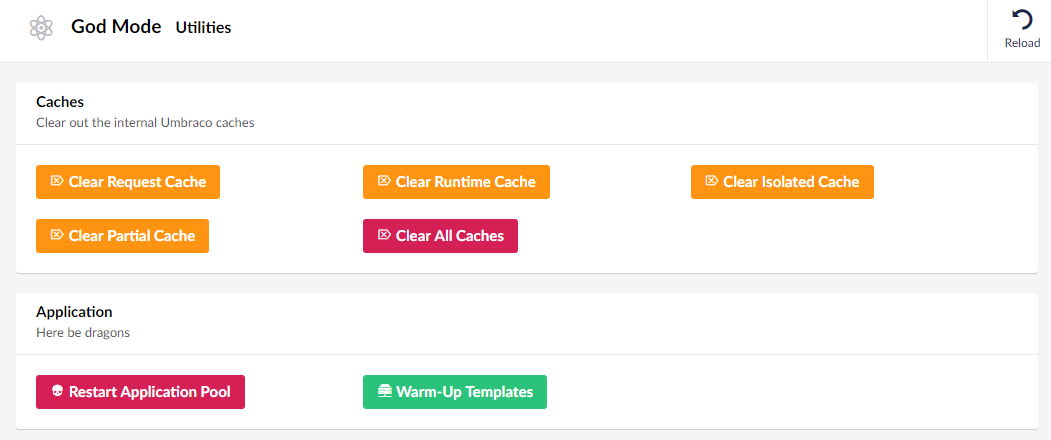 God Mode Utilities
Reload
Caches
Clear out the internal Umbraco caches
Clear Request Cache
Clear Runtime Cache
Clear Isolated Cache
Clear Partial Cache
Clear All Caches
Application
Here be dragons
Restart Application Pool
Warm-Up Templates